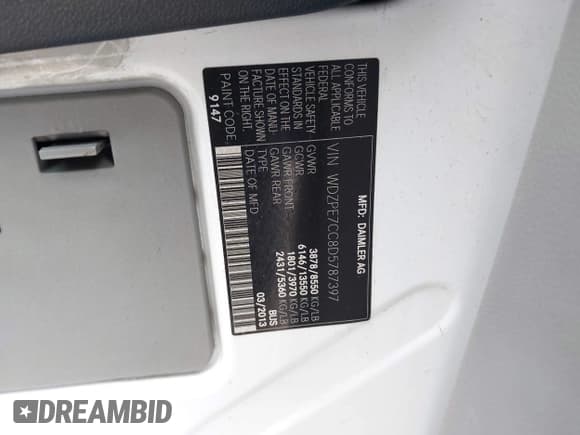 MFD: DAIMLER AG
VIN WDZPE7CC8D5787397
THIS VEHICLE
CONFORMS TO
ALL APPLICABLE
FEDERAL
VEHICLE SAFETY
STANDARDS IN
EFFECT ON THE
DATE OF MANU-
FACTURE SHOWN
ON THE RIGHT.
PAINT CODE:
9147
GVWR 3878/8550 KG/LB
GCWR 6146/13550 KG/LB
GAWR FRONT: 1801/3970 KG/LB
GAWR REAR 2431/5360 KG/LB
TYPE: BUS
DATE OF MAN: 03/2013
DREAMBID